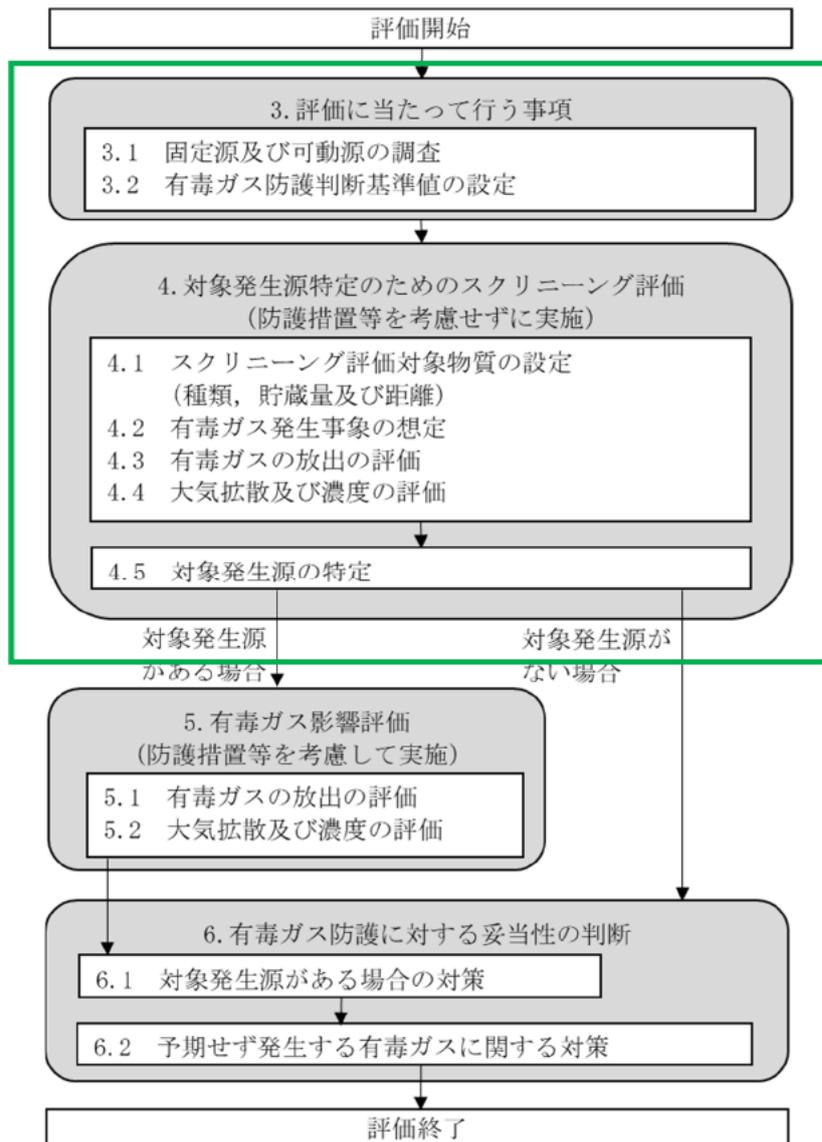 評価開始
3.評価に当たって行う事項
3.1 固定源及び可動源の調査
3.2 有毒ガス防護判断基準値の設定
4.対象発生源特定のためのスクリーニング評価
(防護措置等を考慮せずに実施)
4.1 スクリーニング評価対象物質の設定
(種類，貯蔵量及び距離)
4.2 有毒ガス発生事象の想定
4.3 有毒ガスの放出の評価
4.4 大気拡散及び濃度の評価
4.5 対象発生源の特定
対象発生源
がある場合
対象発生源が
ない場合
5.有毒ガス影響評価
(防護措置等を考慮して実施)
5.1 有毒ガスの放出の評価
5.2 大気拡散及び濃度の評価
6.有毒ガス防護に対する妥当性の判断
6.1 対象発生源がある場合の対策
6.2 予期せず発生する有毒ガスに関する対策
評価終了